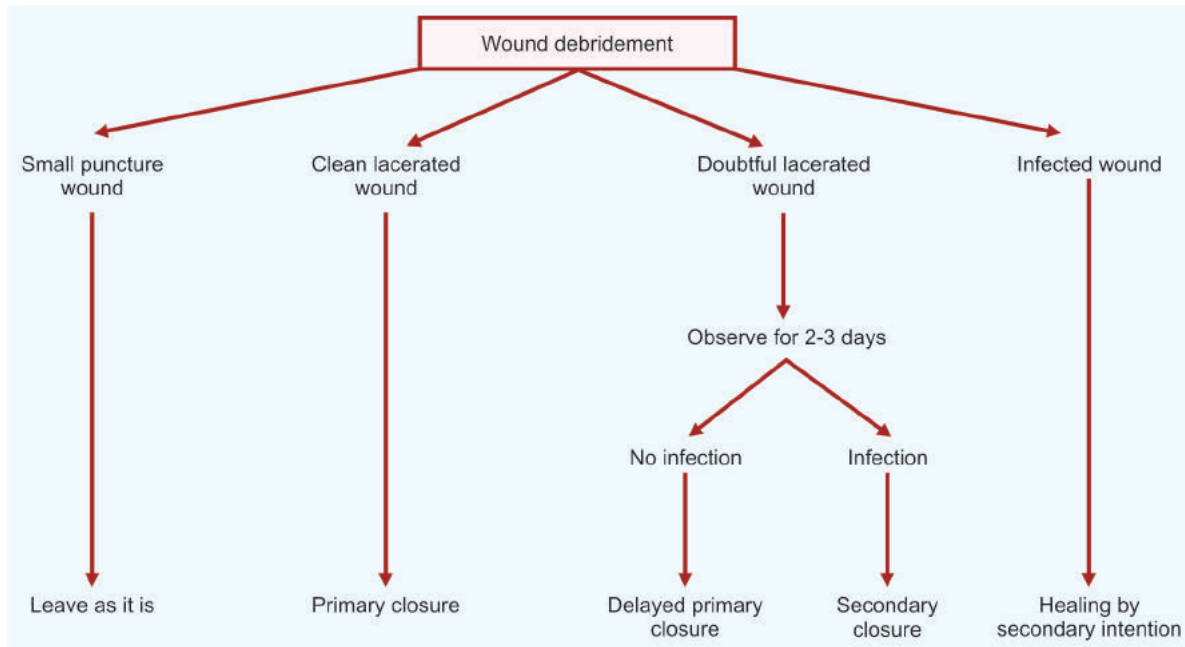 Wound debridement
Small puncture
wound
Clean lacerated
wound
Doubtful lacerated
wound
Infected wound
Observe for 2-3 days
No infection
Infection
Leave as it is
Primary closure
Delayed primary
closure
Secondary
closure
Healing by
secondary intention